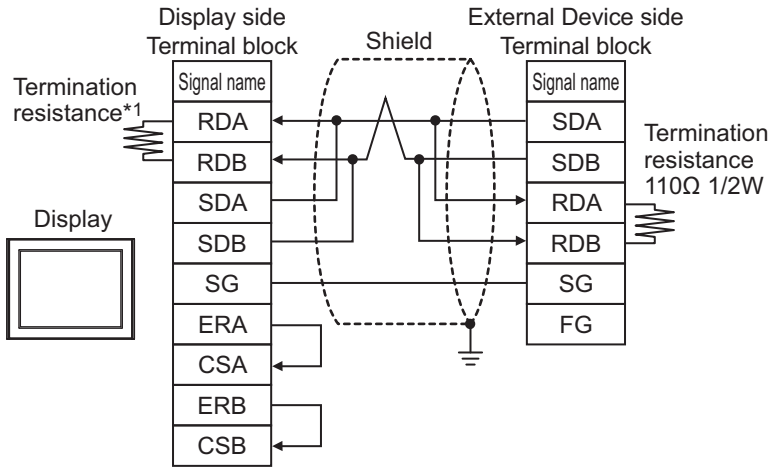 Display side
Terminal block
External Device side
Terminal block
Shield
Termination
resistance*1
Signal name
RDA
RDB
SDA
SDB
SG
ERA
CSA
ERB
CSB
Display
Signal name
SDA
SDB
RDA
RDB
SG
FG
Termination
resistance
110Ω 1/2W